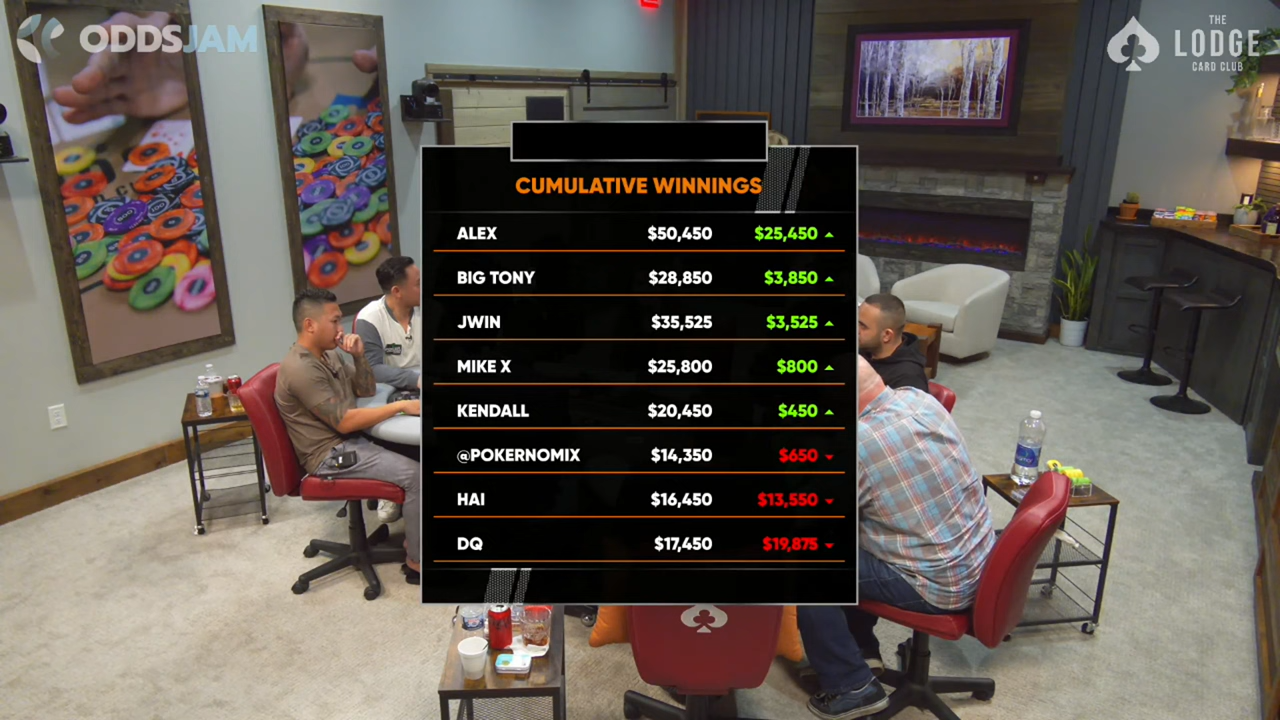 ODDSJAM
THE
LODGE
CARD CLUB
CUMULATIVE WINNINGS
ALEX $50,450 $25,450
BIG TONY $28,850 $3,850
JWIN $35,525 $3,525
MIKE X $25,800 $800
KENDALL $20,450 $450
@POKERNOMIX $14,350 $650
HAI $16,450 $13,550
DQ $17,450 $19,875